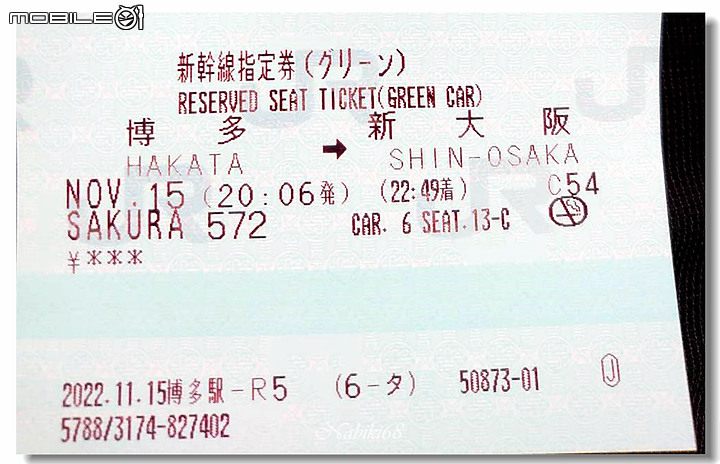 MOBILE01
新幹線指定券(グリーン)
RESERVED SEAT TICKET(GREEN CAR)
博多 ➡ 新大阪
HAKATA SHIN-OSAKA
NOV.15 (20:06発) (22:49着) C54
SAKURA 572 CAR. 6 SEAT.13-C
¥***
2022.11.15博多駅-R5 (6-タ) 50873-01 Ⓙ
5788/3174-827402
Nabiki68